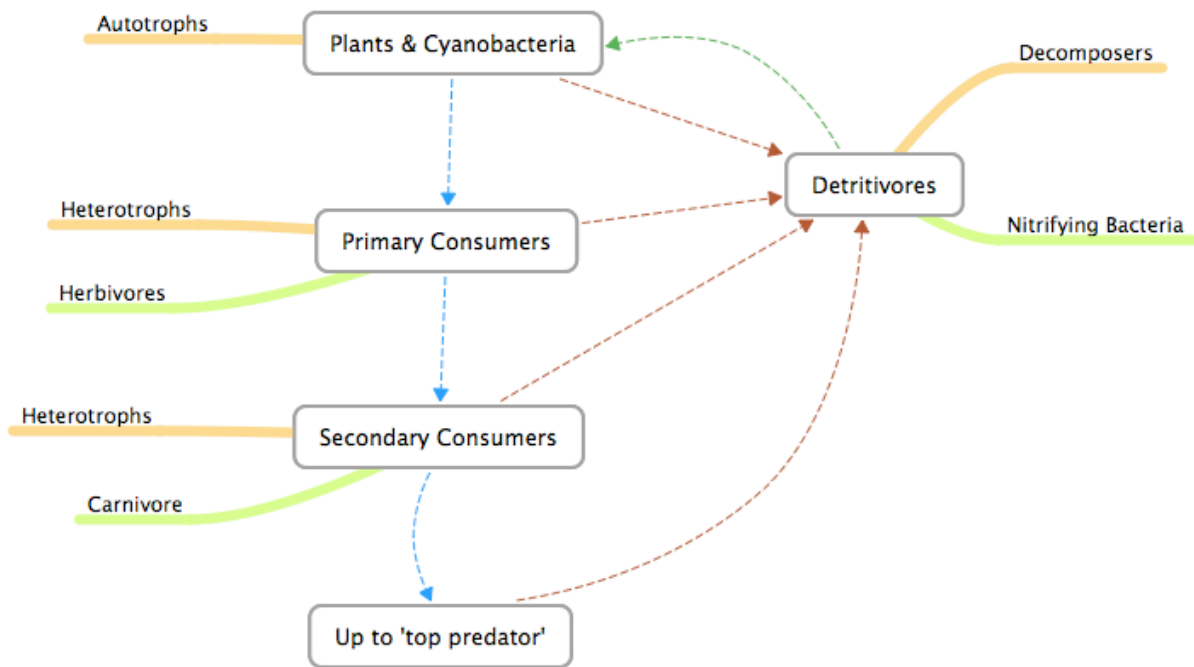 Autotrophs
Plants & Cyanobacteria
Decomposers
Detritivores
Nitrifying Bacteria
Heterotrophs
Primary Consumers
Herbivores
Heterotrophs
Secondary Consumers
Carnivore
Up to 'top predator'